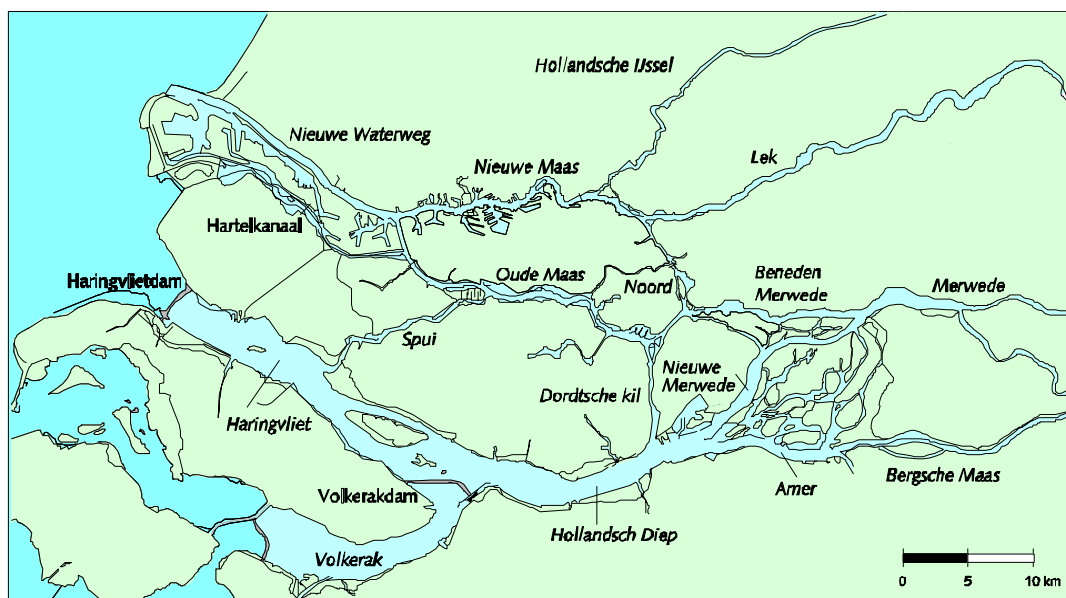 Hollandsche IJssel
Nieuwe Waterweg
Nieuwe Maas
Lek
Hartelkanaal
Haringvlietdam
Oude Maas
Noord
Beneden
Merwede
Merwede
Spui
Nieuwe
Merwede
Dordtsche kil
Haringvliet
Volkerakdam
Amer
Bergsche Maas
Hollandsch Diep
Volkerak
0 5 10 km